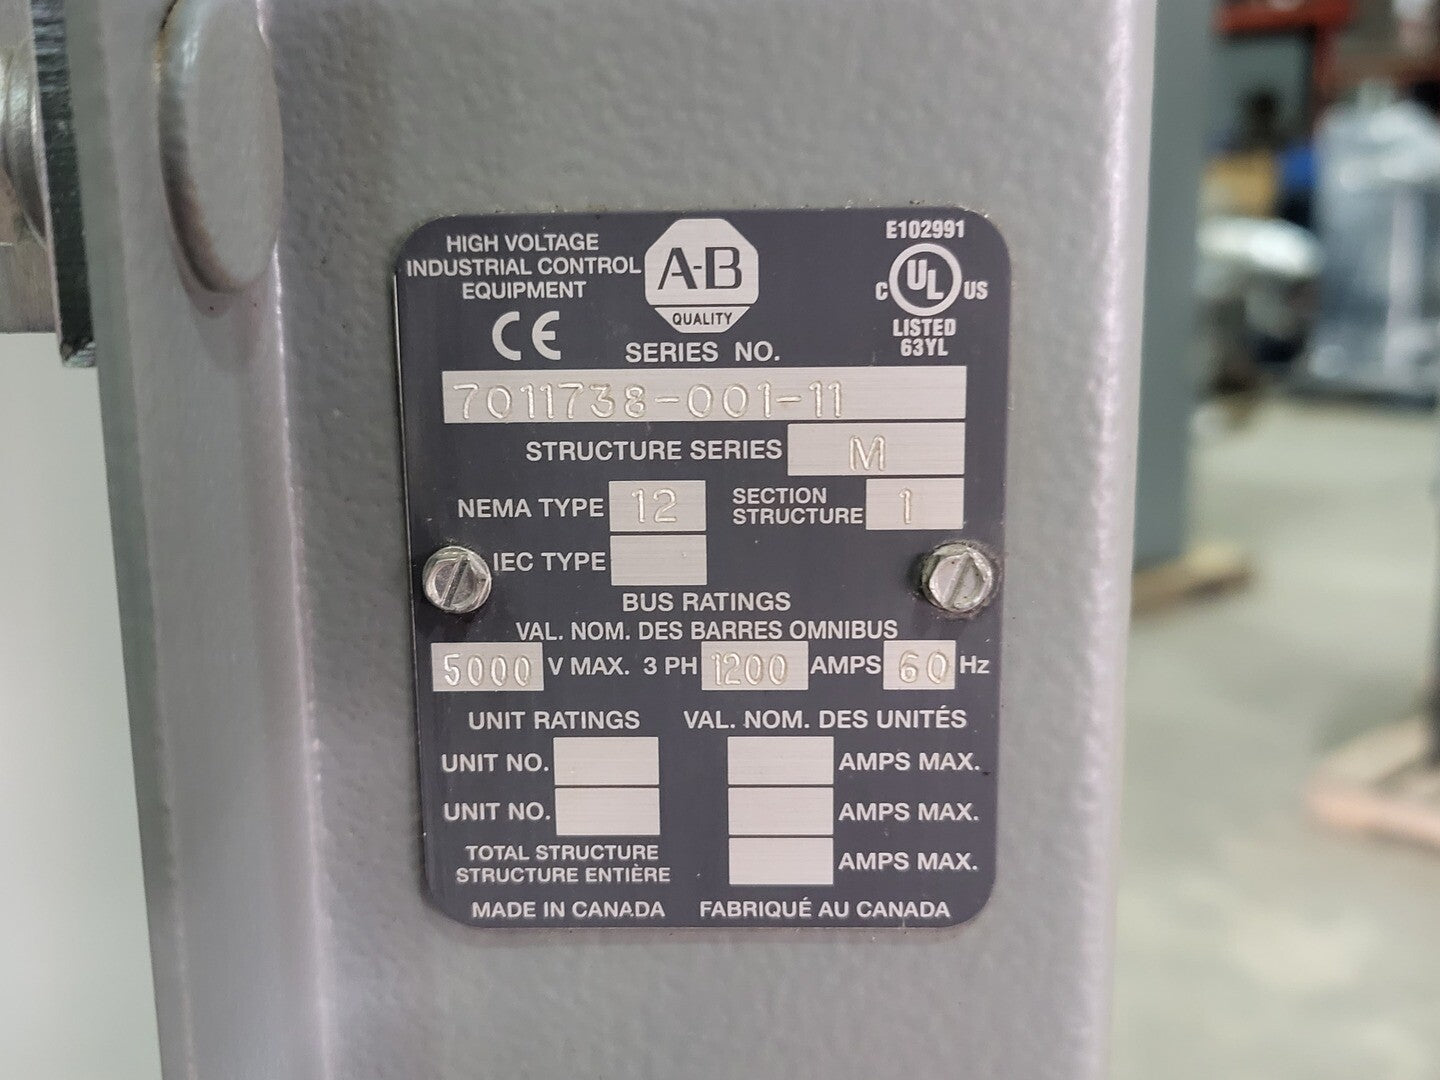 HIGH VOLTAGE
INDUSTRIAL CONTROL
EQUIPMENT
CE
A-B
QUALITY
E102991
C UL US
LISTED
63YL
SERIES NO.
7011738-001-11
STRUCTURE SERIES M
NEMA TYPE 12
SECTION
STRUCTURE 1
IEC TYPE
BUS RATINGS
VAL. NOM. DES BARRES OMNIBUS
5000 V MAX. 3 PH 1200 AMPS 60 Hz
UNIT RATINGS VAL. NOM. DES UNITÉS
UNIT NO. AMPS MAX.
UNIT NO. AMPS MAX.
TOTAL STRUCTURE
STRUCTURE ENTIÈRE
AMPS MAX.
MADE IN CANADA FABRIQUÉ AU CANADA